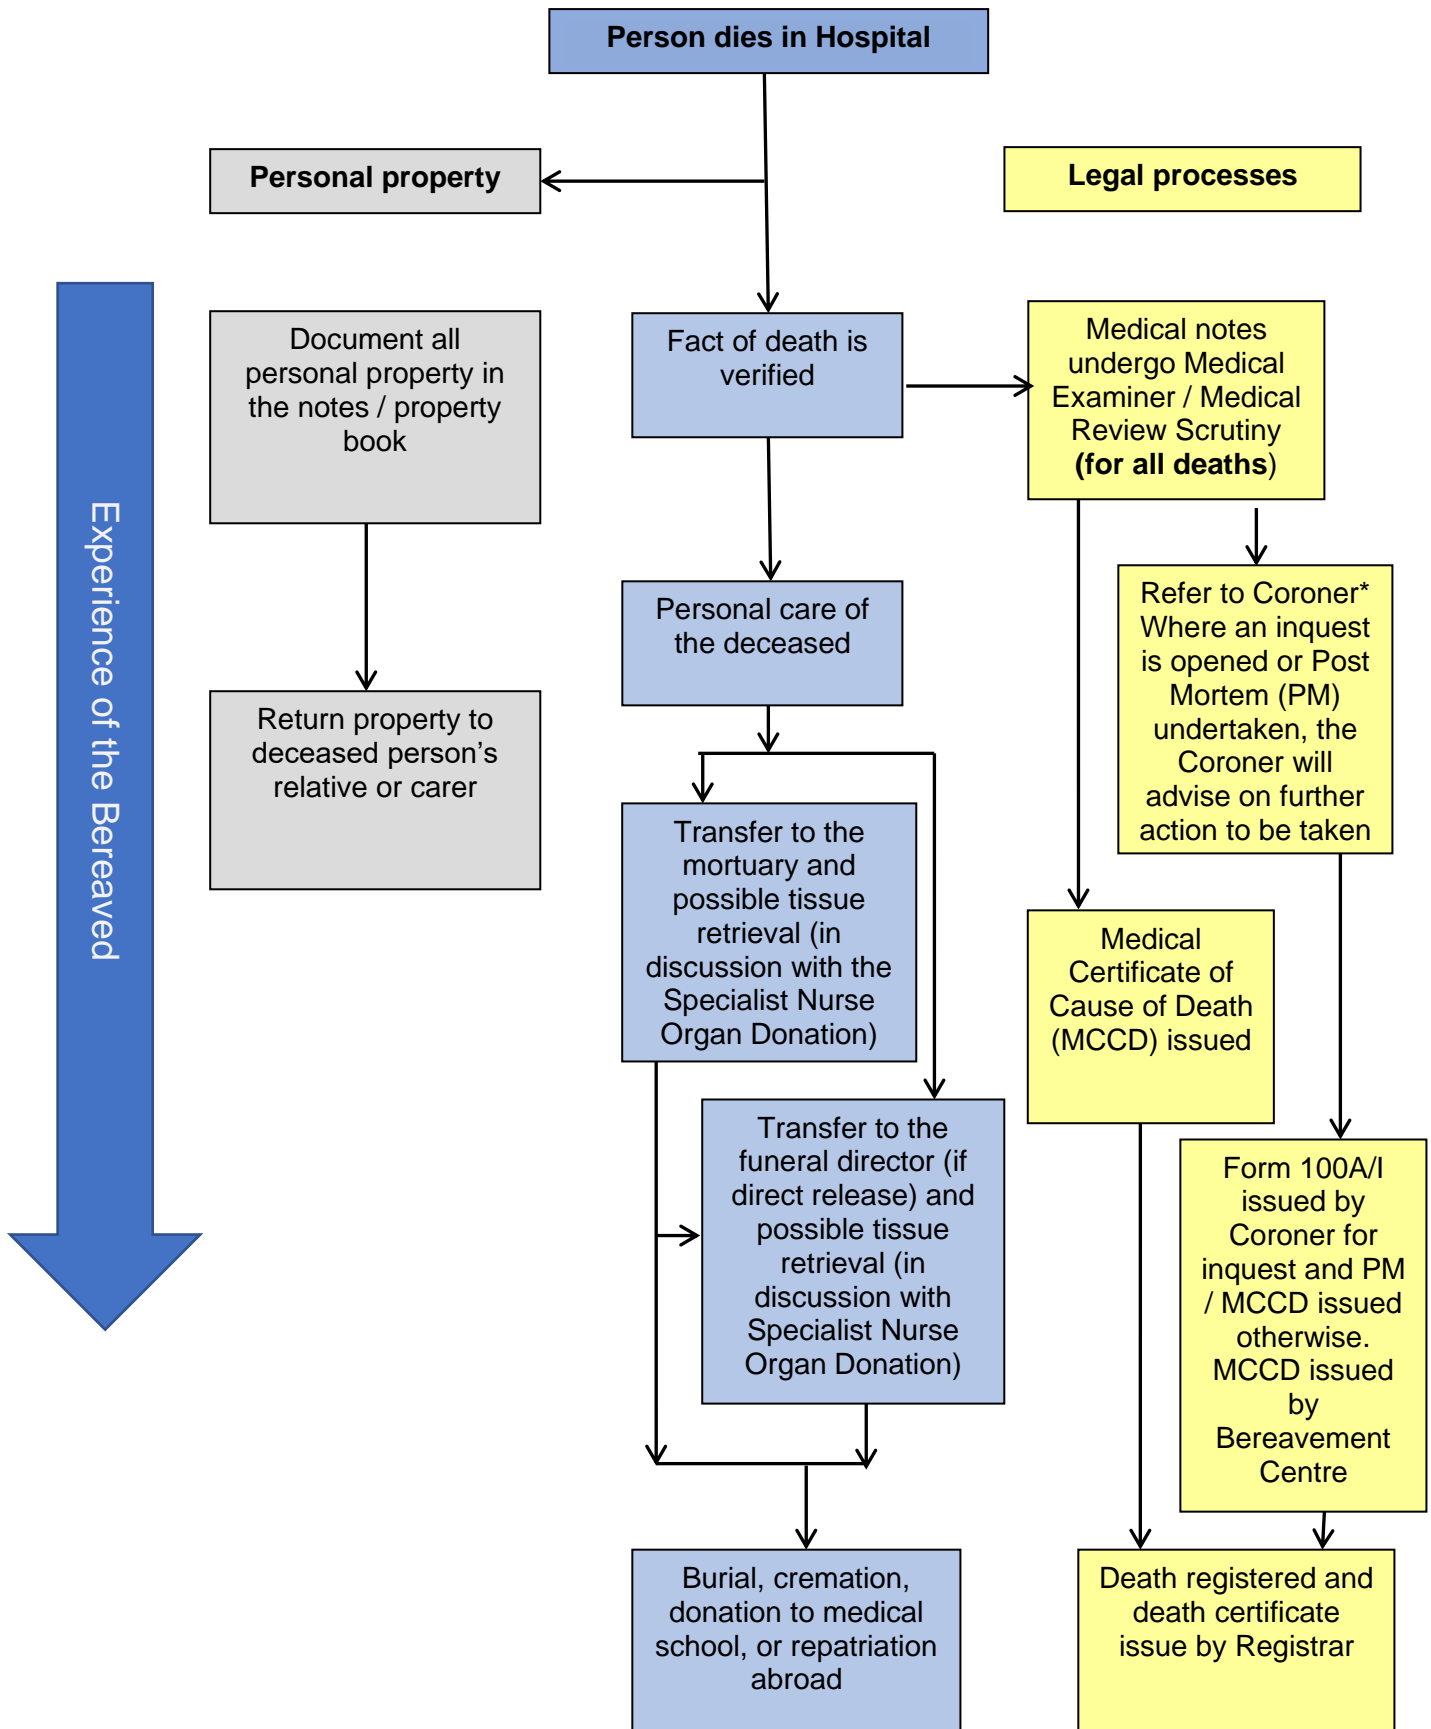 Person dies in Hospital
Personal property
Legal processes
Experience of the Bereaved
Document all
personal property in
the notes / property
book
Return property to
deceased person's
relative or carer
Fact of death is
verified
Personal care of
the deceased
Transfer to the
mortuary and
possible tissue
retrieval (in
discussion with the
Specialist Nurse
Organ Donation)
Transfer to the
funeral director (if
direct release) and
possible tissue
retrieval (in
discussion with
Specialist Nurse
Organ Donation)
Burial, cremation,
donation to medical
school, or repatriation
abroad
Medical notes
undergo Medical
Examiner / Medical
Review Scrutiny
(for all deaths)
Refer to Coroner*
Where an inquest
is opened or Post
Mortem (PM)
undertaken, the
Coroner will
advise on further
action to be taken
Medical
Certificate of
Cause of Death
(MCCD) issued
Form 100A/I
issued by
Coroner for
inquest and PM
/ MCCD issued
otherwise.
MCCD issued
by
Bereavement
Centre
Death registered and
death certificate
issue by Registrar